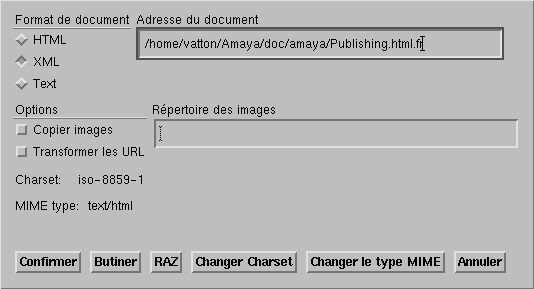 Format de document
Adresse du document
HTML
/home/vatton/Amaya/doc/amaya/Publishing.html.fr
XML
Text
Options
Répertoire des images
Copier images
Transformer les URL
Charset: iso-8859-1
MIME type: text/html
Confirmer Butiner RAZ Changer Charset Changer le type MIME Annuler